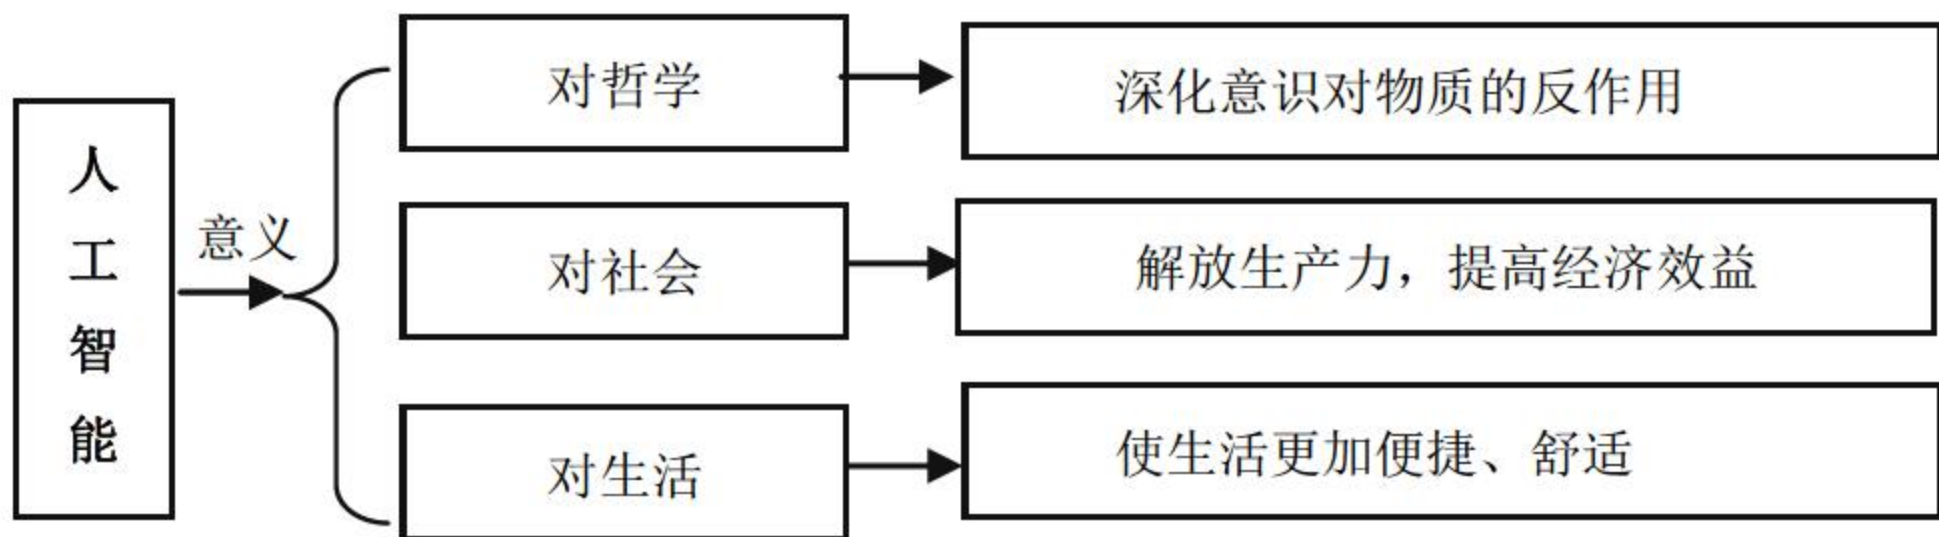 人工智能
意义
对哲学
深化意识对物质的反作用
对社会
解放生产力，提高经济效益
对生活
使生活更加便捷、舒适